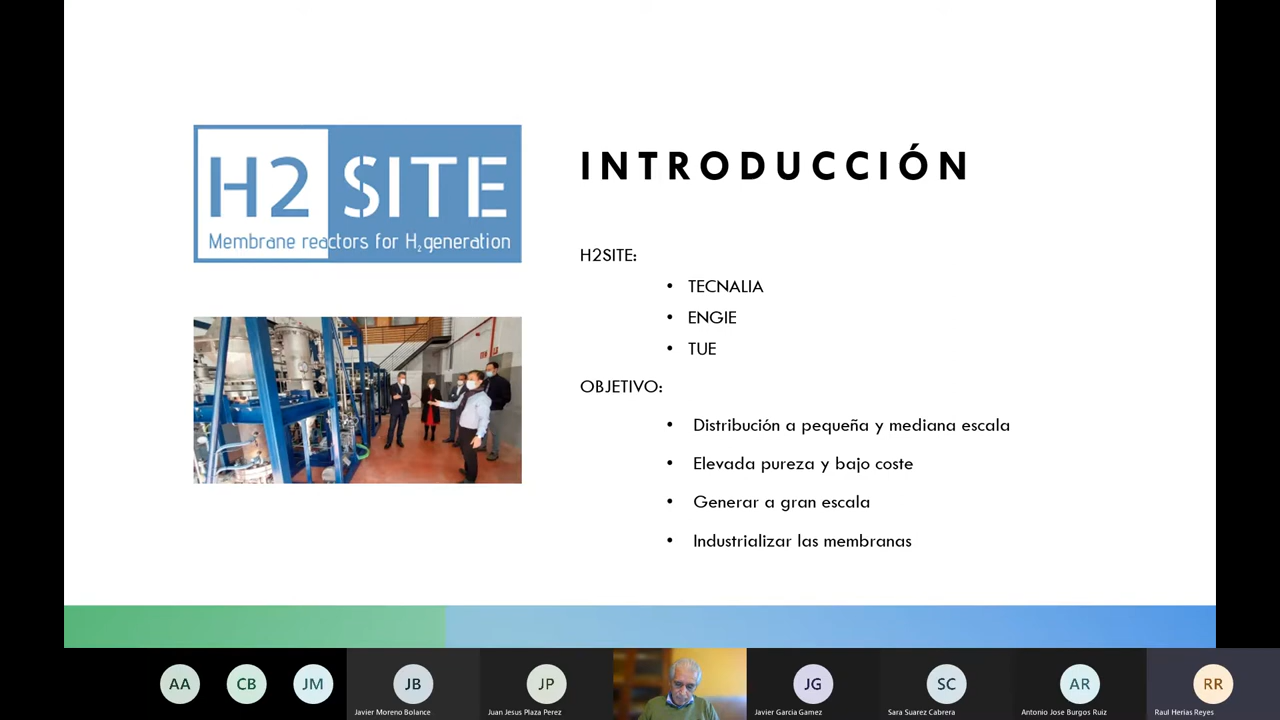 H2 SITE
Membrane reactors for H₂ generation
INTRODUCCIÓN
H2SITE:
• TECNALIA
• ENGIE
• TUE
OBJETIVO:
• Distribución a pequeña y mediana escala
• Elevada pureza y bajo coste
• Generar a gran escala
• Industrializar las membranas
AA
CB
JM
JB
JP
JG
SC
AR
RR
Javier Moreno Bolance
Juan Jesus Plaza Perez
Javier Garcia Gamez
Sara Suarez Cabrera
Antonio Jose Burgos Ruiz
Raul Herias Reyes